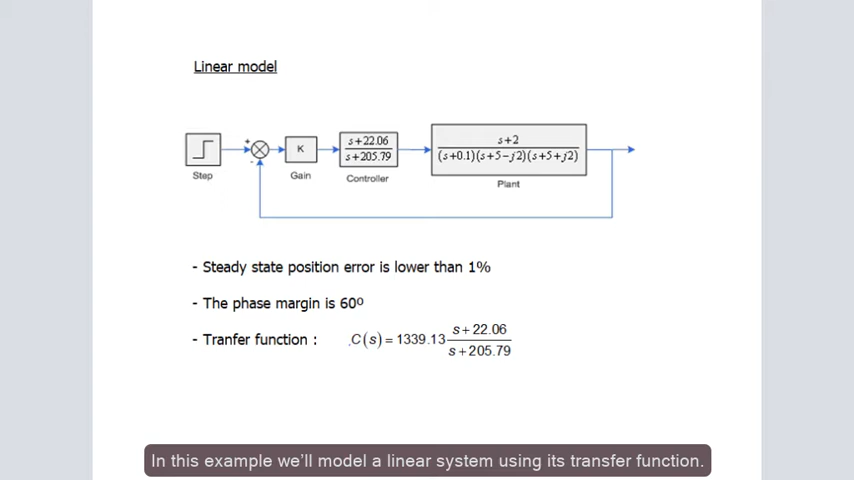 Linear model
+
-
K
s+22.06
s+205.79
s+2
(s+0.1)(s+5-j2)(s+5+j2)
Step
Gain
Controller
Plant
- Steady state position error is lower than 1%
- The phase margin is 60º
- Tranfer function : C(s) = 1339.13 s+22.06
s+205.79
In this example we'll model a linear system using its transfer function.